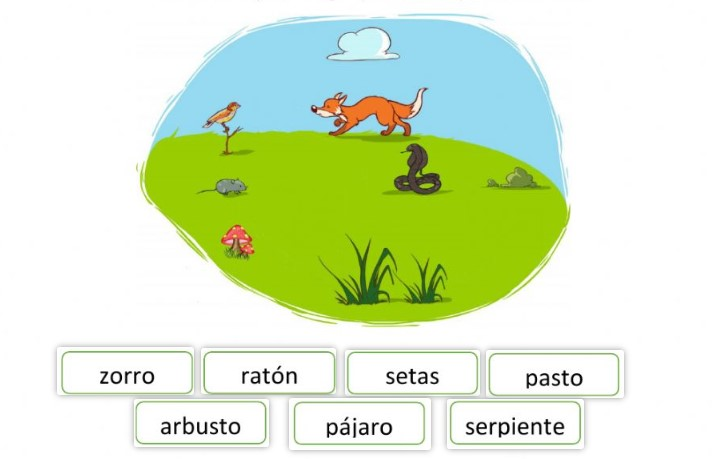 zorro ratón setas pasto
arbusto pájaro serpiente